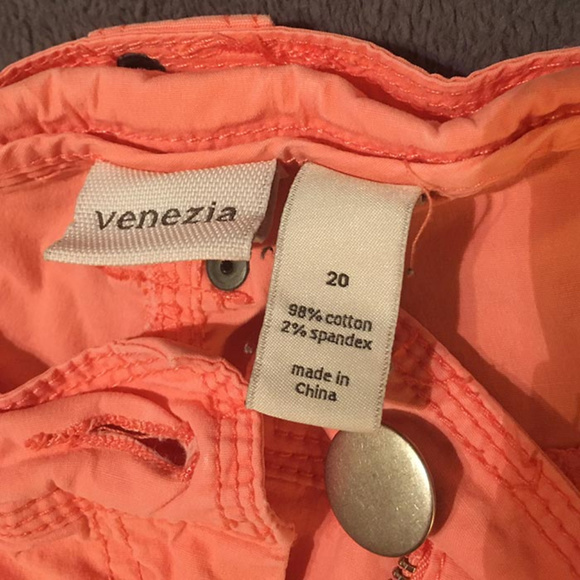 venezia
20
98% cotton
2% spandex
made in
China